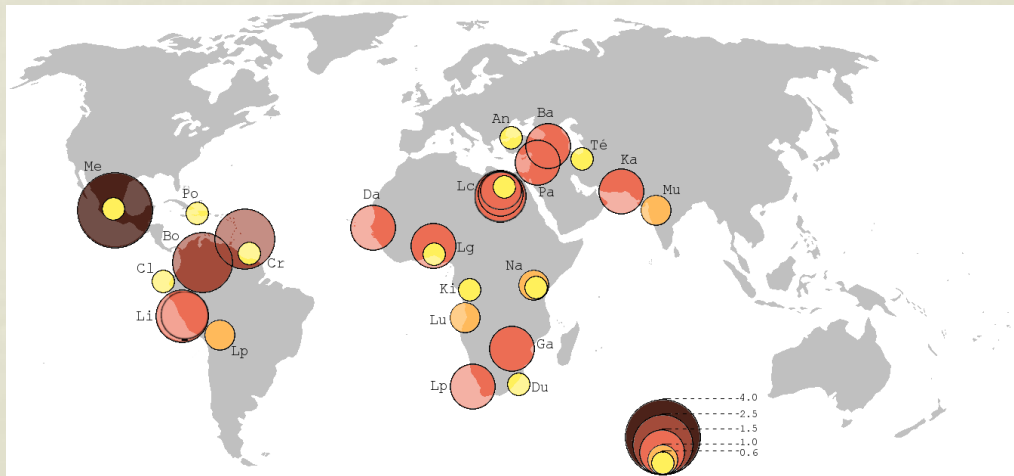 An
Ba
Té
Me
Ka
Lc
Po
Da
Pa
Mu
Bo
Lg
Cr
Cl
Na
Ki
Li
Lu
Lp
Ga
Lp
Du
4.0
2.5
1.5
1.0
0.6